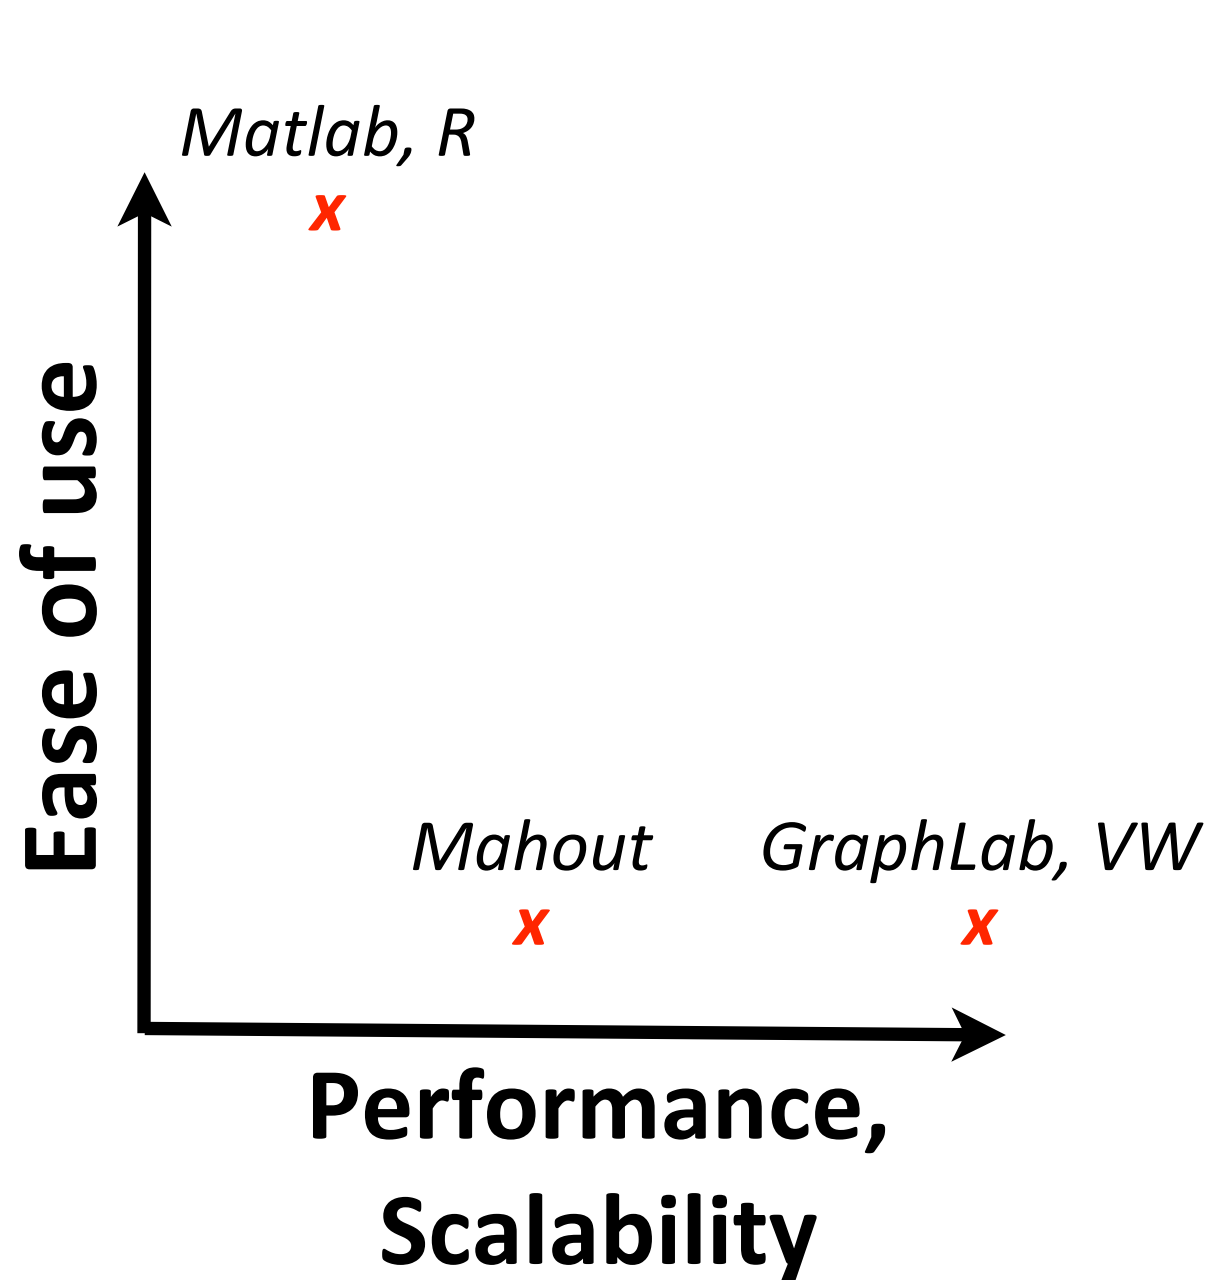 Matlab, R
x
Ease of use
Mahout
x
GraphLab, VW
x
Performance,
Scalability